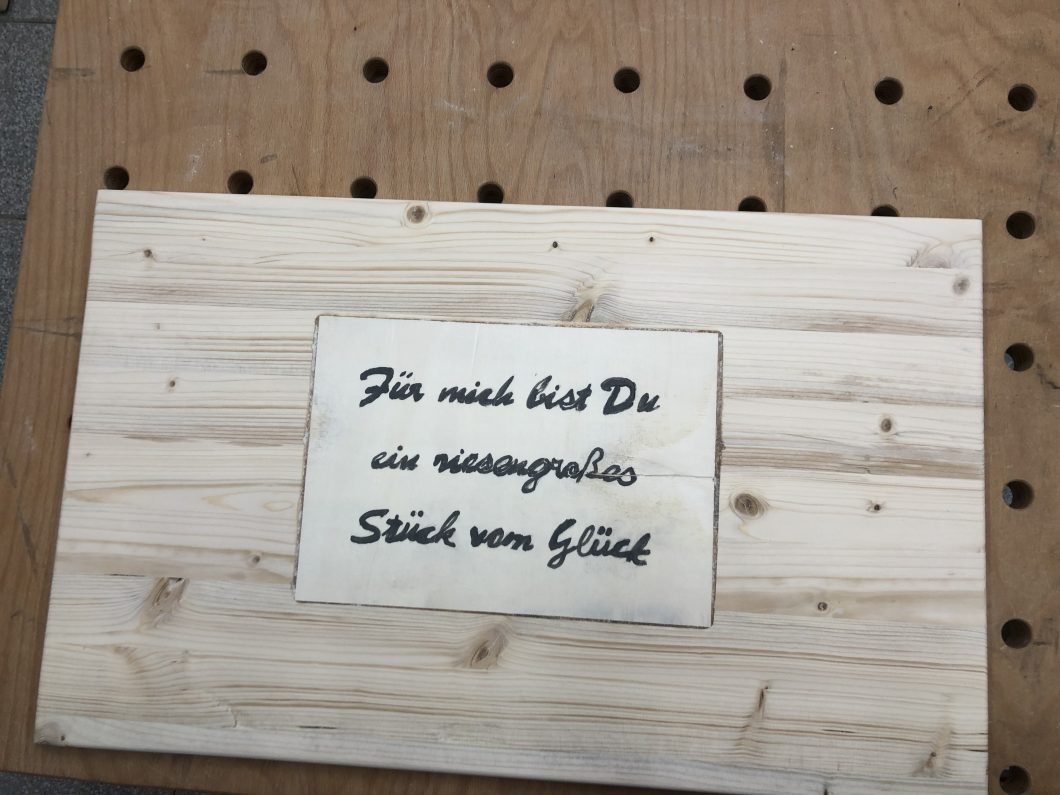 Für mich bist Du
ein riesengroßes
Stück vom Glück